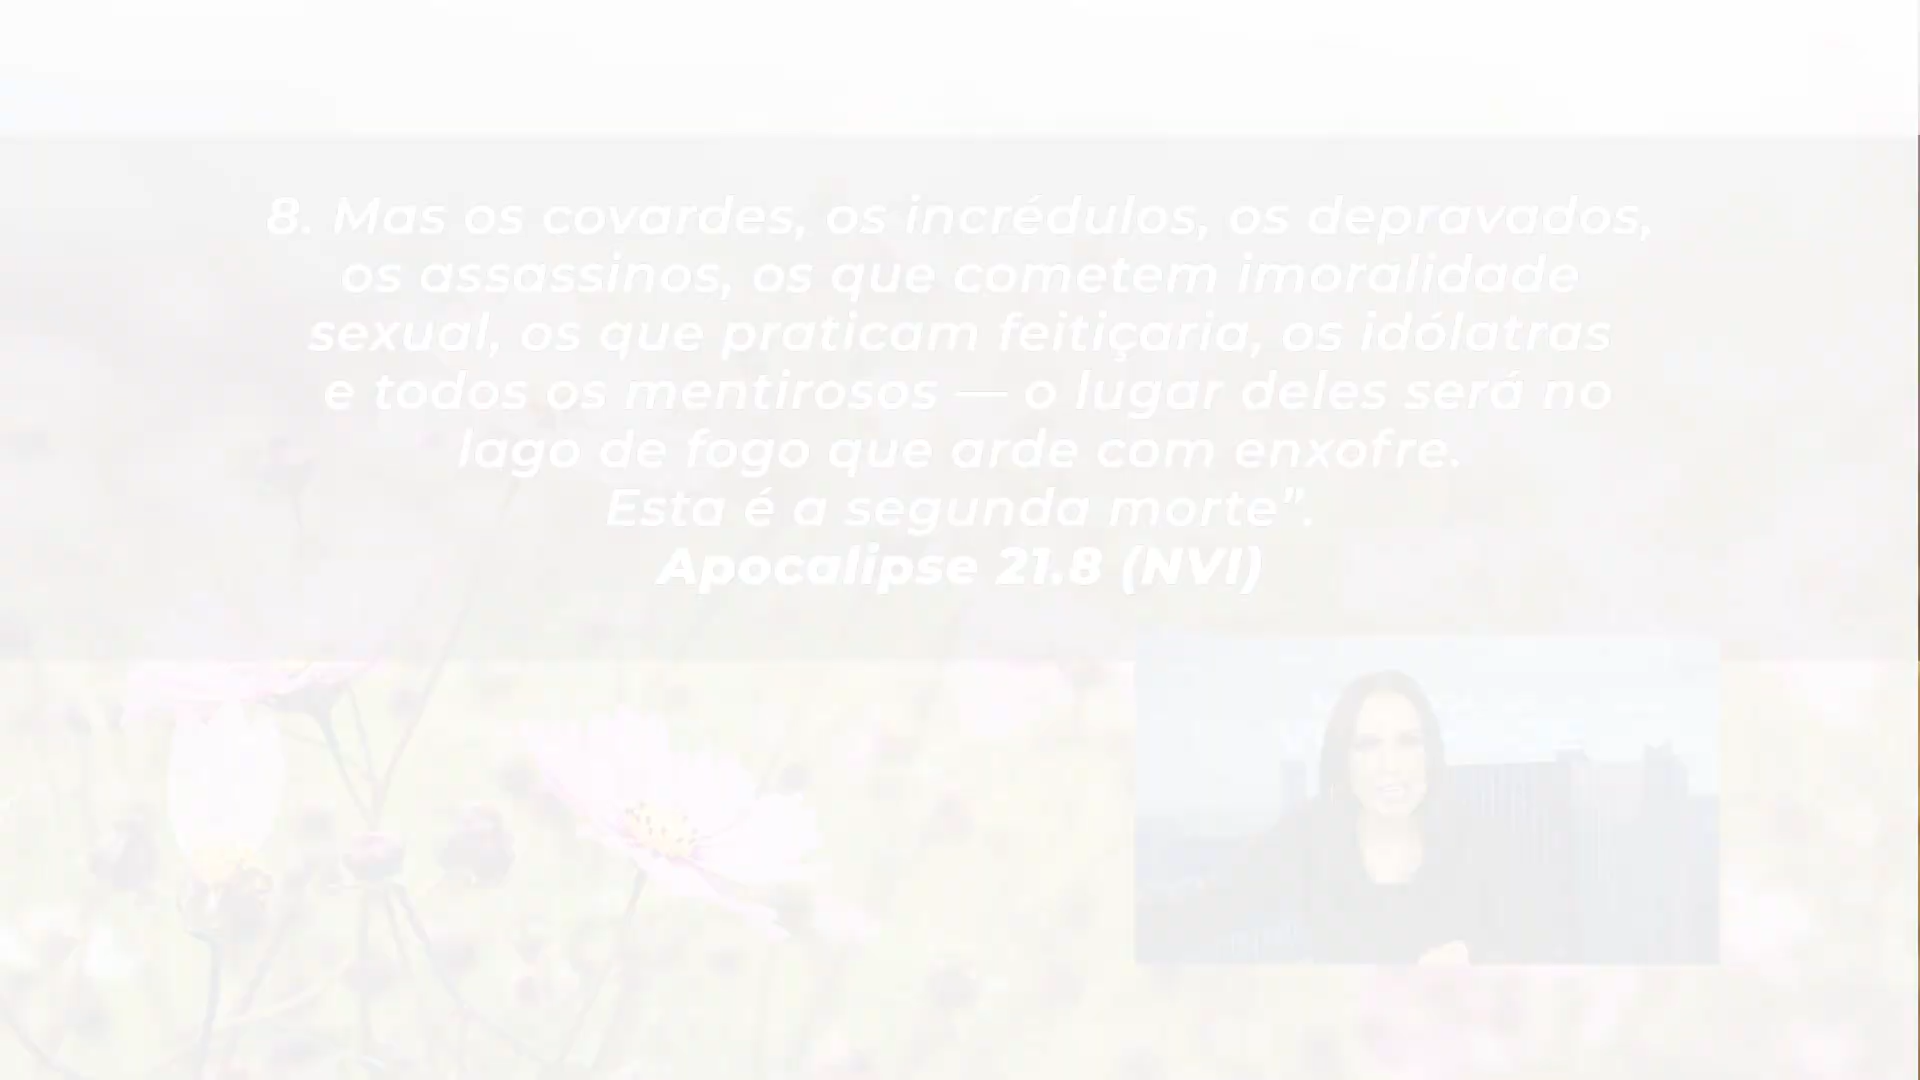 8. Mas os covardes, os incrédulos, os depravados,
os assassinos, os que cometem imoralidade
sexual, os que praticam feitiçaria, os idólatras
e todos os mentirosos — o lugar deles será no
lago de fogo que arde com enxofre.
Esta é a segunda morte”.
Apocalipse 21.8 (NVI)